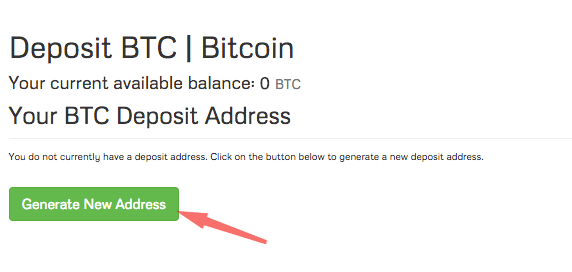 Deposit BTC | Bitcoin
Your current available balance: 0 BTC
Your BTC Deposit Address
You do not currently have a deposit address. Click on the button below to generate a new deposit address.
Generate New Address